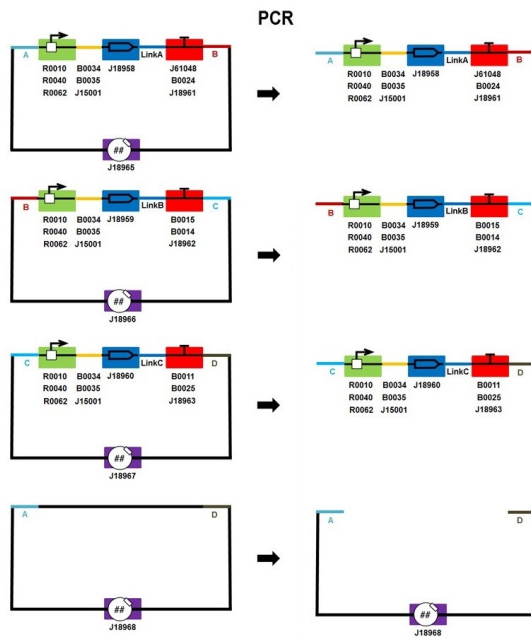 PCR
A LinkA B
R0010 B0034 J18958 J61048
R0040 B0035 B0024
R0062 J15001 J18961
##
J18965
A LinkA B
R0010 B0034 J18958 J61048
R0040 B0035 B0024
R0062 J15001 J18961
B LinkB C
R0010 B0034 J18959 B0015
R0040 B0035 B0014
R0062 J15001 J18962
##
J18966
B LinkB C
R0010 B0034 J18959 B0015
R0040 B0035 B0014
R0062 J15001 J18962
C LinkC D
R0010 B0034 J18960 B0011
R0040 B0035 B0025
R0062 J15001 J18963
##
J18967
C LinkC D
R0010 B0034 J18960 B0011
R0040 B0035 B0025
R0062 J15001 J18963
A D
##
J18968
A D
##
J18968